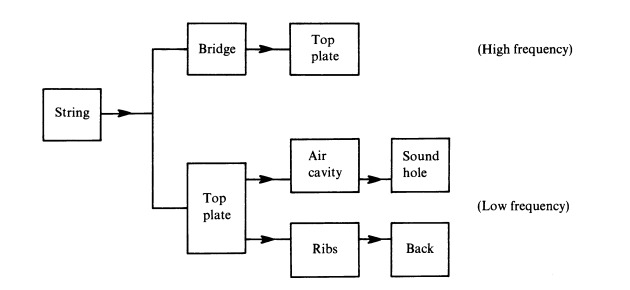 Bridge
Top
plate
(High frequency)
String
Top
plate
Air
cavity
Sound
hole
(Low frequency)
Ribs
Back